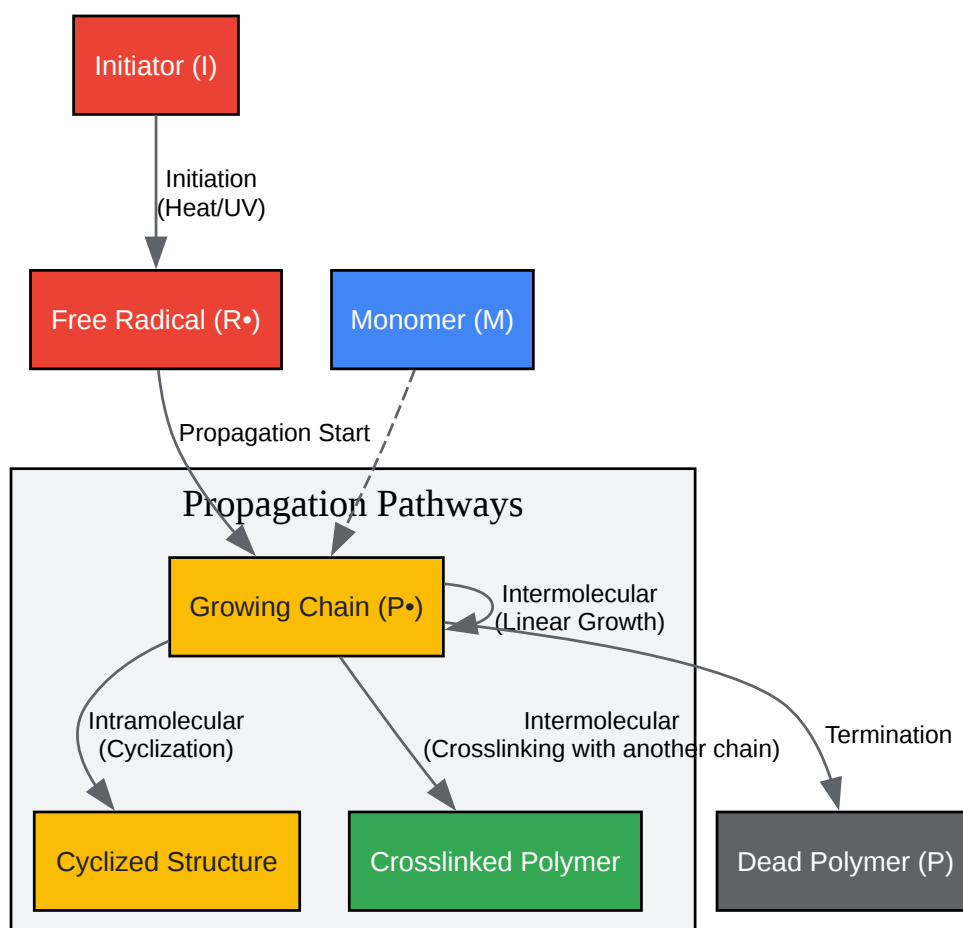 Initiator (I)
Initiation
(Heat/UV)
Free Radical (R•)
Monomer (M)
Propagation Start
Propagation Pathways
Growing Chain (P•)
Intermolecular
(Linear Growth)
Intramolecular
(Cyclization)
Intermolecular
(Crosslinking with another chain)
Termination
Cyclized Structure
Crosslinked Polymer
Dead Polymer (P)